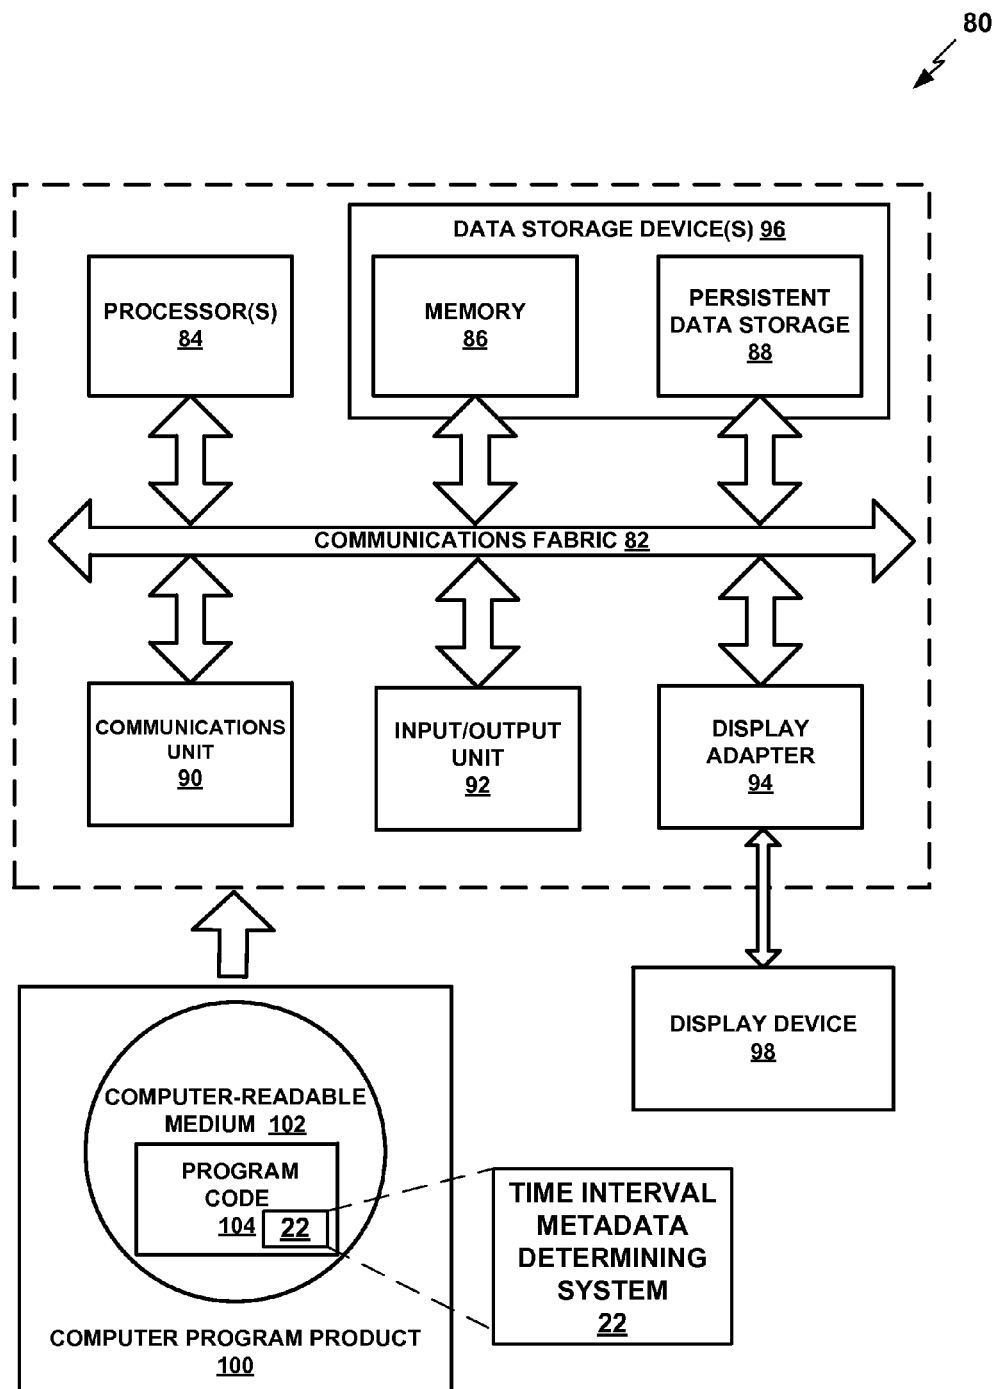 80
DATA STORAGE DEVICE(S) 96
PROCESSOR(S)
84
MEMORY
86
PERSISTENT
DATA STORAGE
88
COMMUNICATIONS FABRIC 82
COMMUNICATIONS
UNIT
90
INPUT/OUTPUT
UNIT
92
DISPLAY
ADAPTER
94
DISPLAY DEVICE
98
COMPUTER-READABLE
MEDIUM 102
PROGRAM
CODE
104
22
TIME INTERVAL
METADATA
DETERMINING
SYSTEM
22
COMPUTER PROGRAM PRODUCT
100